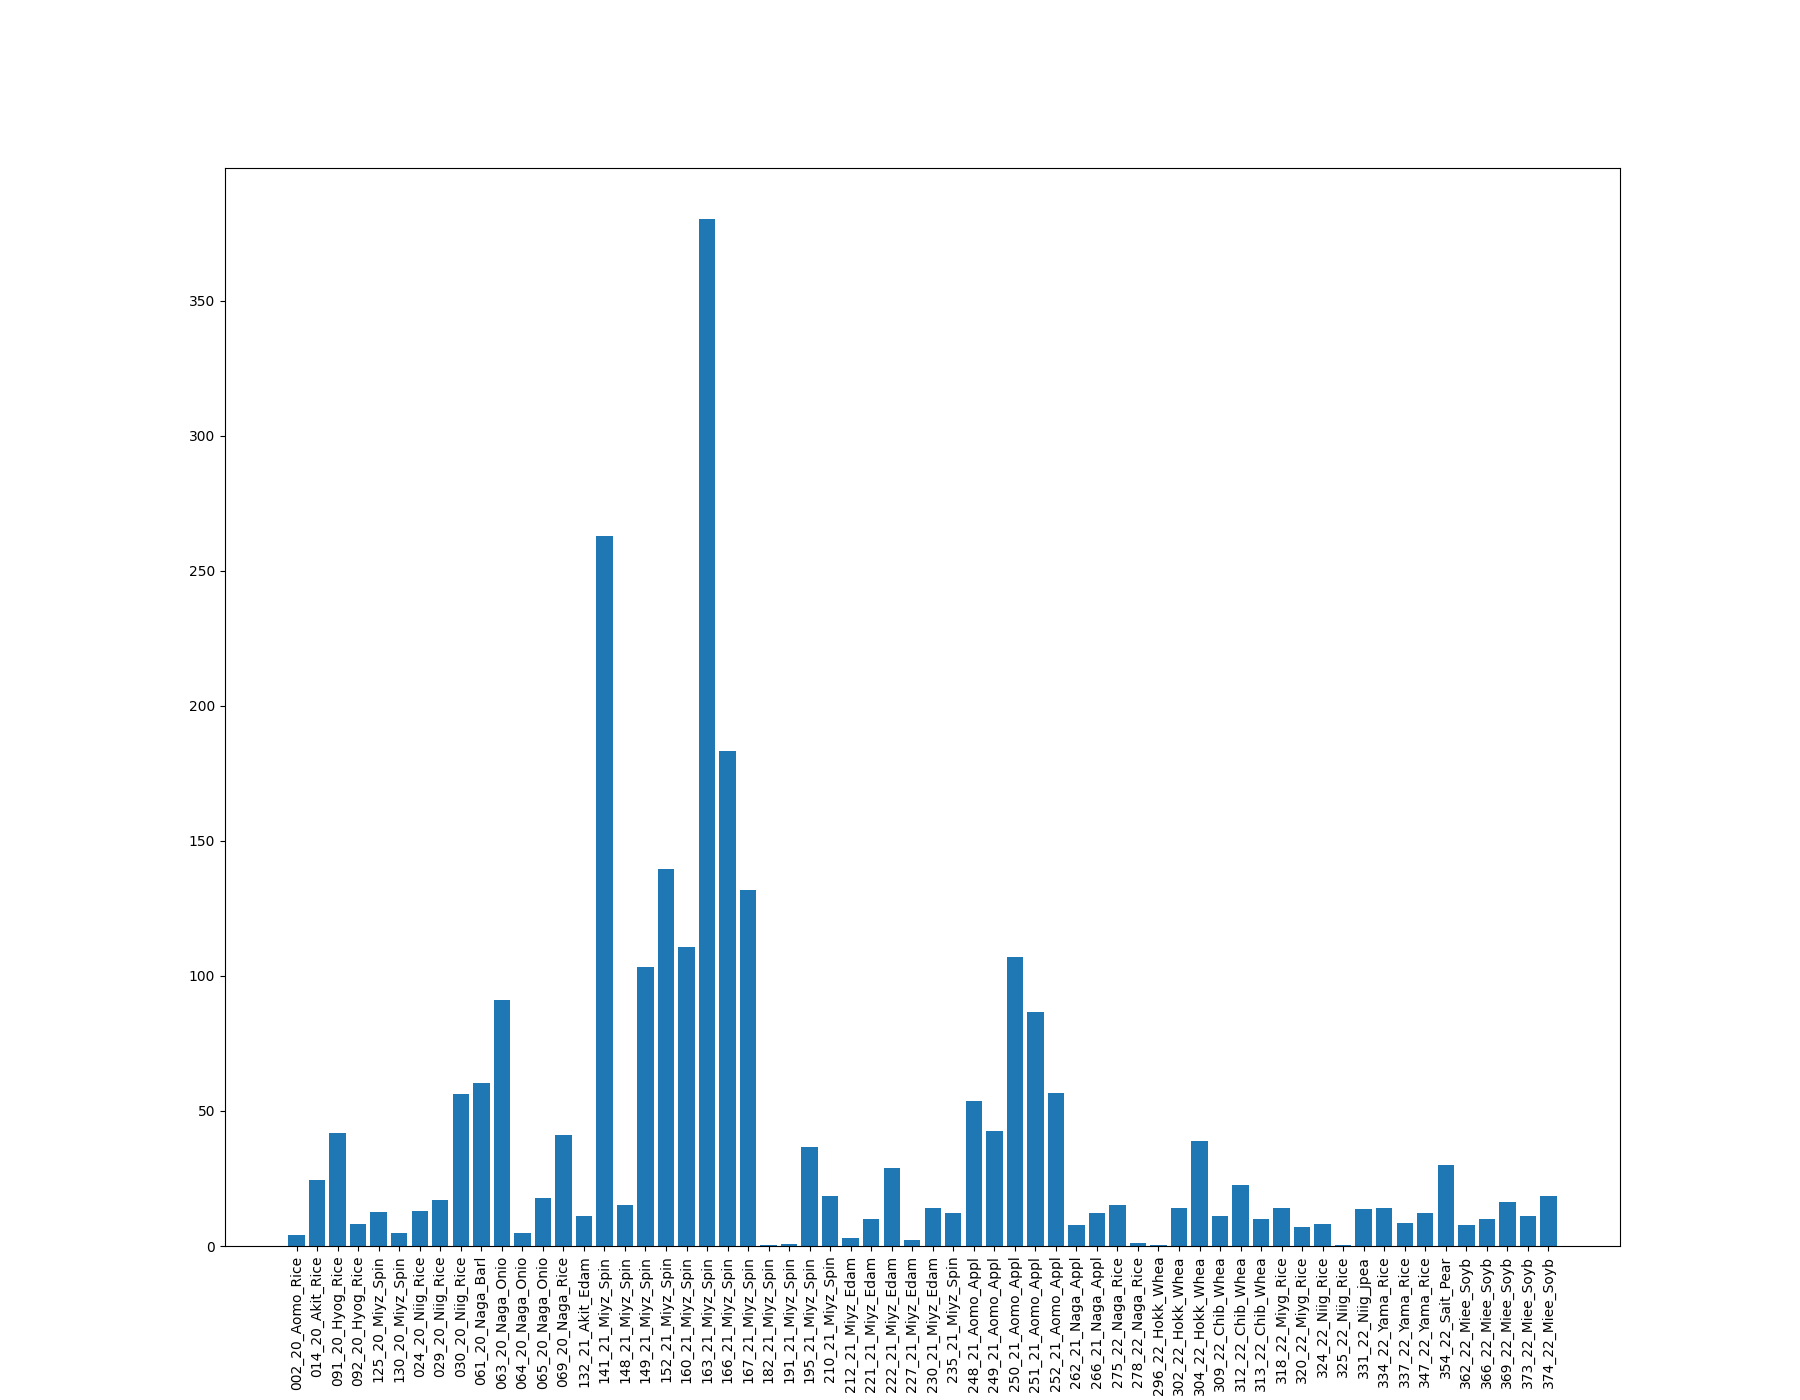 350
300
250
200
150
100
50
0
002_20_Aomo_Rice
014_20_Akit_Rice
091_20_Hyog_Rice
092_20_Hyog_Rice
125_20_Miyz_Spin
130_20_Miyz_Spin
024_20_Niig_Rice
029_20_Niig_Rice
030_20_Niig_Rice
061_20_Naga_Barl
063_20_Naga_Onio
064_20_Naga_Onio
065_20_Naga_Onio
069_20_Naga_Rice
132_21_Akit_Edam
141_21_Miyz_Spin
148_21_Miyz_Spin
149_21_Miyz_Spin
152_21_Miyz_Spin
160_21_Miyz_Spin
163_21_Miyz_Spin
166_21_Miyz_Spin
167_21_Miyz_Spin
182_21_Miyz_Spin
191_21_Miyz_Spin
195_21_Miyz_Spin
210_21_Miyz_Spin
212_21_Miyz_Edam
221_21_Miyz_Edam
222_21_Miyz_Edam
227_21_Miyz_Edam
230_21_Miyz_Edam
235_21_Miyz_Spin
248_21_Aomo_Appl
249_21_Aomo_Appl
250_21_Aomo_Appl
251_21_Aomo_Appl
252_21_Aomo_Appl
262_21_Naga_Appl
266_21_Naga_Appl
275_22_Naga_Rice
278_22_Naga_Rice
296_22_Hokk_Whea
302_22_Hokk_Whea
304_22_Hokk_Whea
309_22_Chib_Whea
312_22_Chib_Whea
313_22_Chib_Whea
318_22_Miyg_Rice
320_22_Miyg_Rice
324_22_Niig_Rice
325_22_Niig_Rice
331_22_Niig_jpea
334_22_Yama_Rice
337_22_Yama_Rice
347_22_Yama_Rice
354_22_Sait_Pear
362_22_Miee_Soyb
366_22_Miee_Soyb
369_22_Miee_Soyb
373_22_Miee_Soyb
374_22_Miee_Soyb